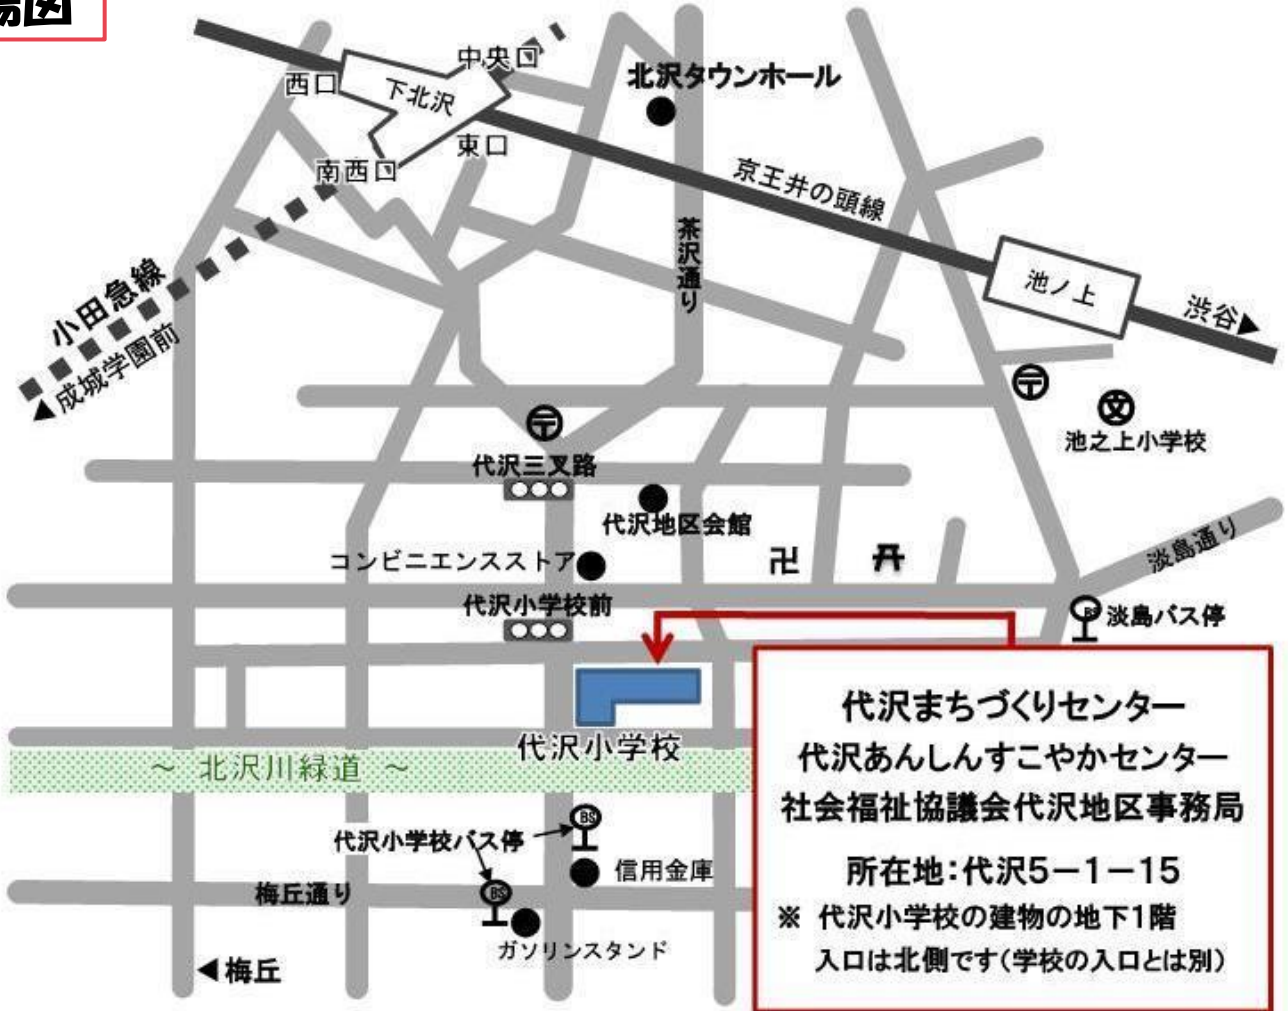 場図
中央口
西口
下北沢
北沢タウンホール
東口
南西口
京王井の頭線
茶沢通り
池ノ上
渋谷▶
小田急線
◀成城学園前
〒
〒
文
池之上小学校
代沢三叉路
代沢地区会館
淡島通り
コンビニエンスストア
卍
代沢小学校前
BS
淡島バス停
代沢小学校
～ 北沢川緑道 ～
代沢まちづくりセンター
代沢あんしんすこやかセンター
社会福祉協議会代沢地区事務局
所在地：代沢5－1－15
※ 代沢小学校の建物の地下1階
入口は北側です（学校の入口とは別）
BS
代沢小学校バス停
信用金庫
梅丘通り
BS
ガソリンスタンド
◀梅丘